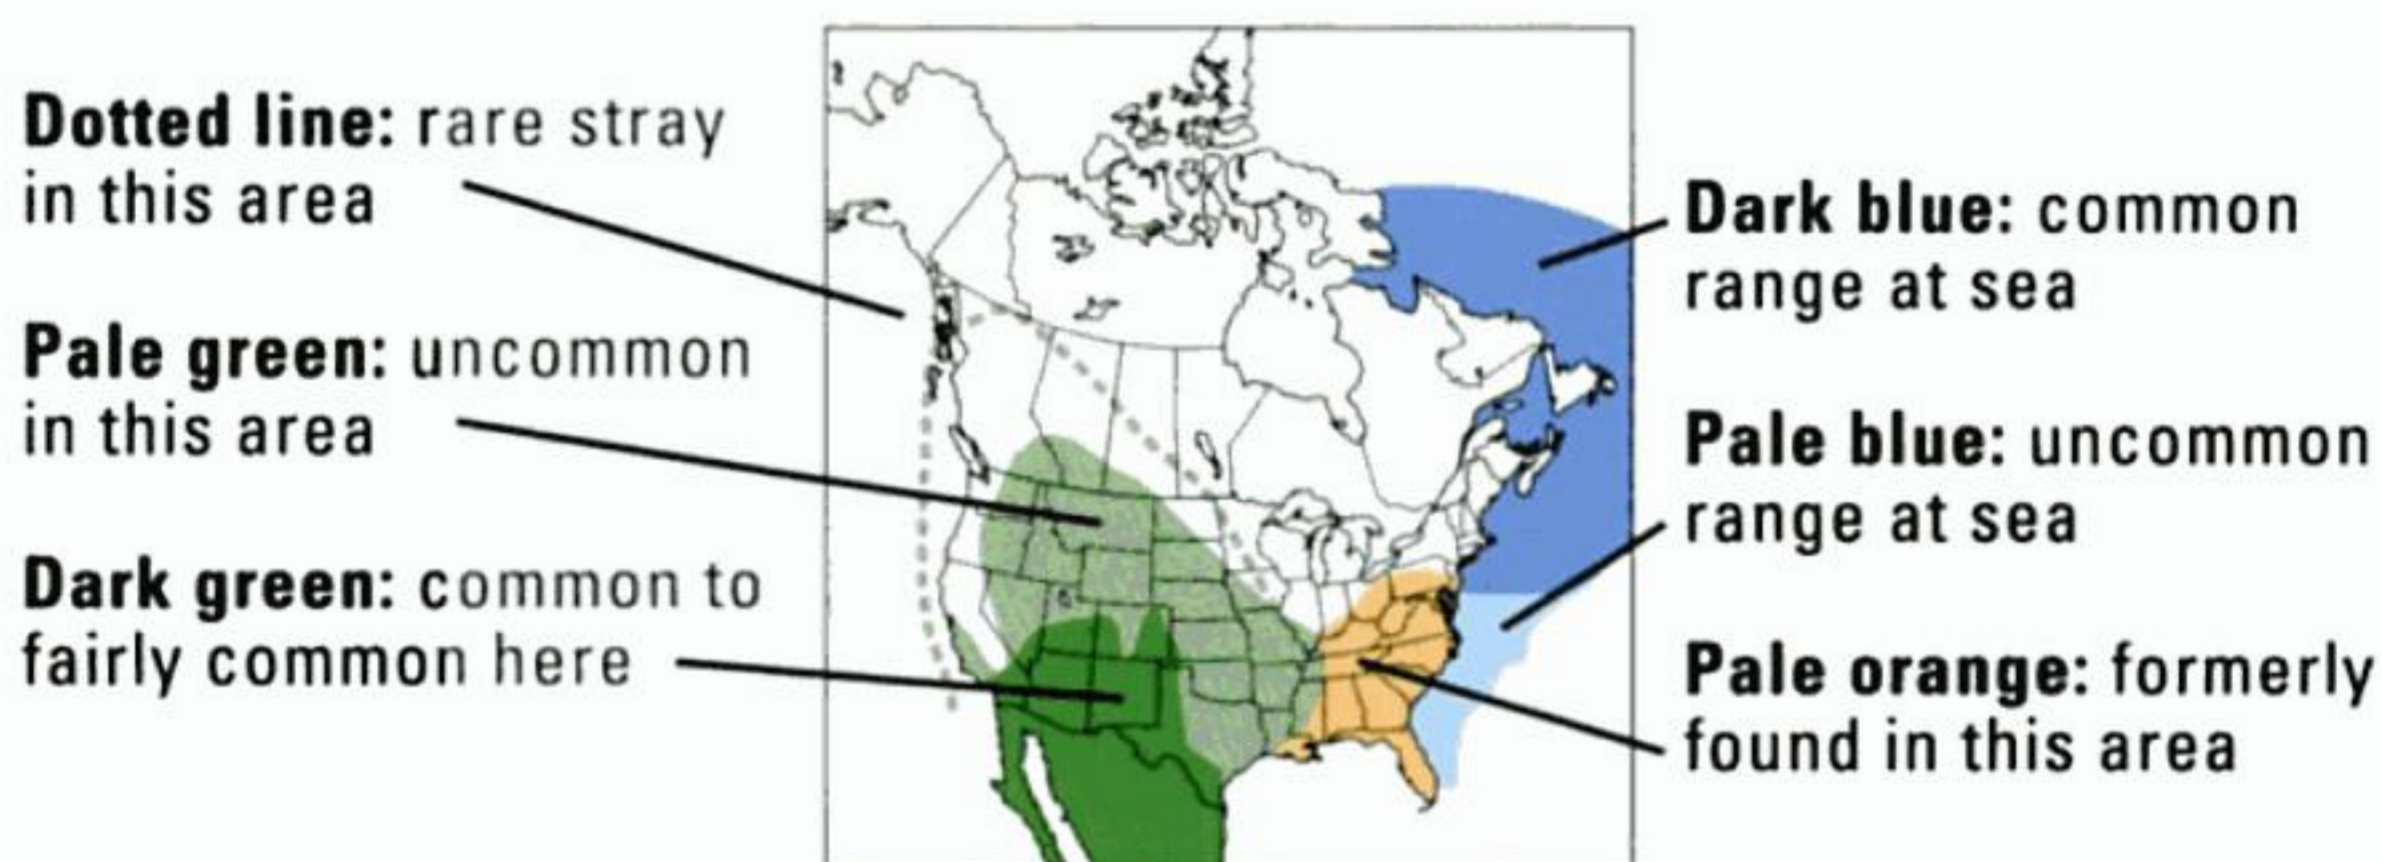 Dotted line: rare stray
in this area
Pale green: uncommon
in this area
Dark green: common to
fairly common here
Dark blue: common
range at sea
Pale blue: uncommon
range at sea
Pale orange: formerly
found in this area